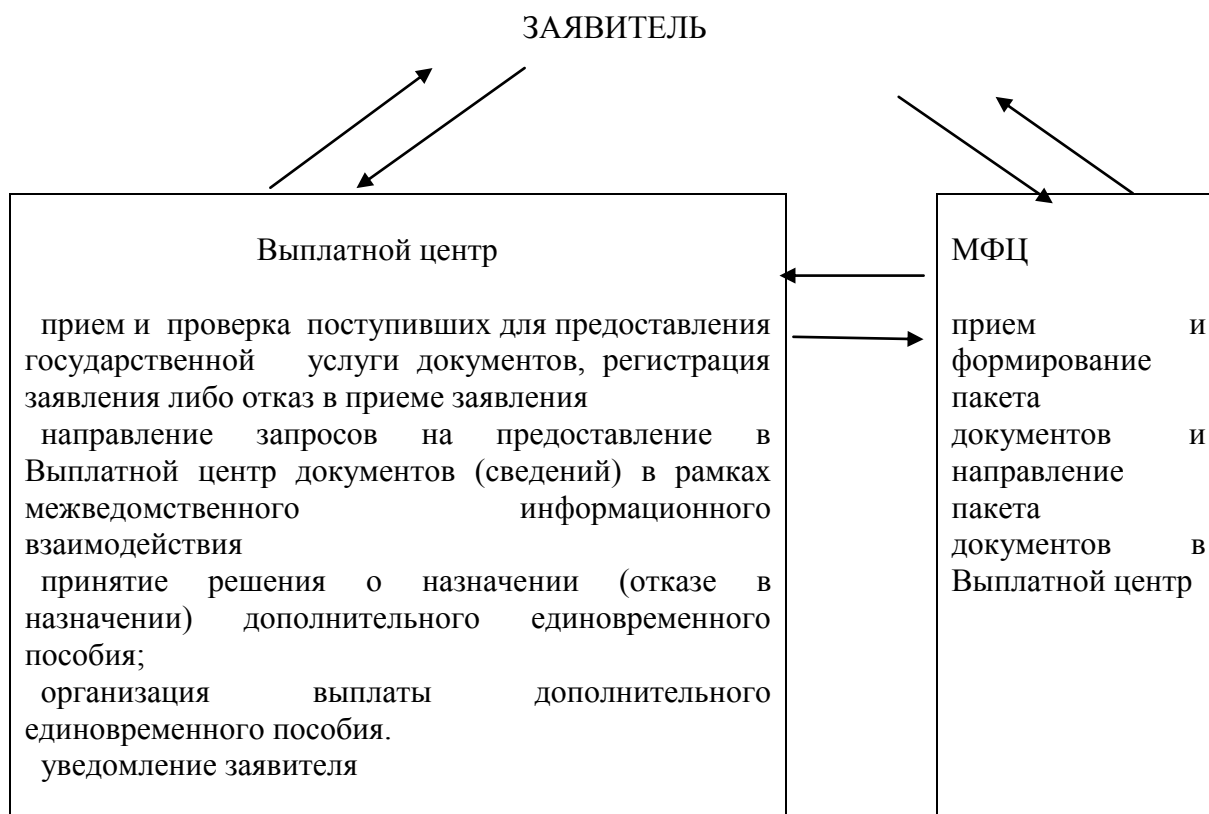 ЗАЯВИТЕЛЬ
Выплатной центр
прием и проверка поступивших для предоставления
государственной услуги документов, регистрация
заявления либо отказ в приеме заявления
направление запросов на предоставление в
Выплатной центр документов (сведений) в рамках
межведомственного информационного
взаимодействия
принятие решения о назначении (отказе в
назначении) дополнительного единовременного
пособия;
организация выплаты дополнительного
единовременного пособия.
уведомление заявителя
МФЦ
прием и
формирование
пакета
документов и
направление
пакета
документов в
Выплатной центр